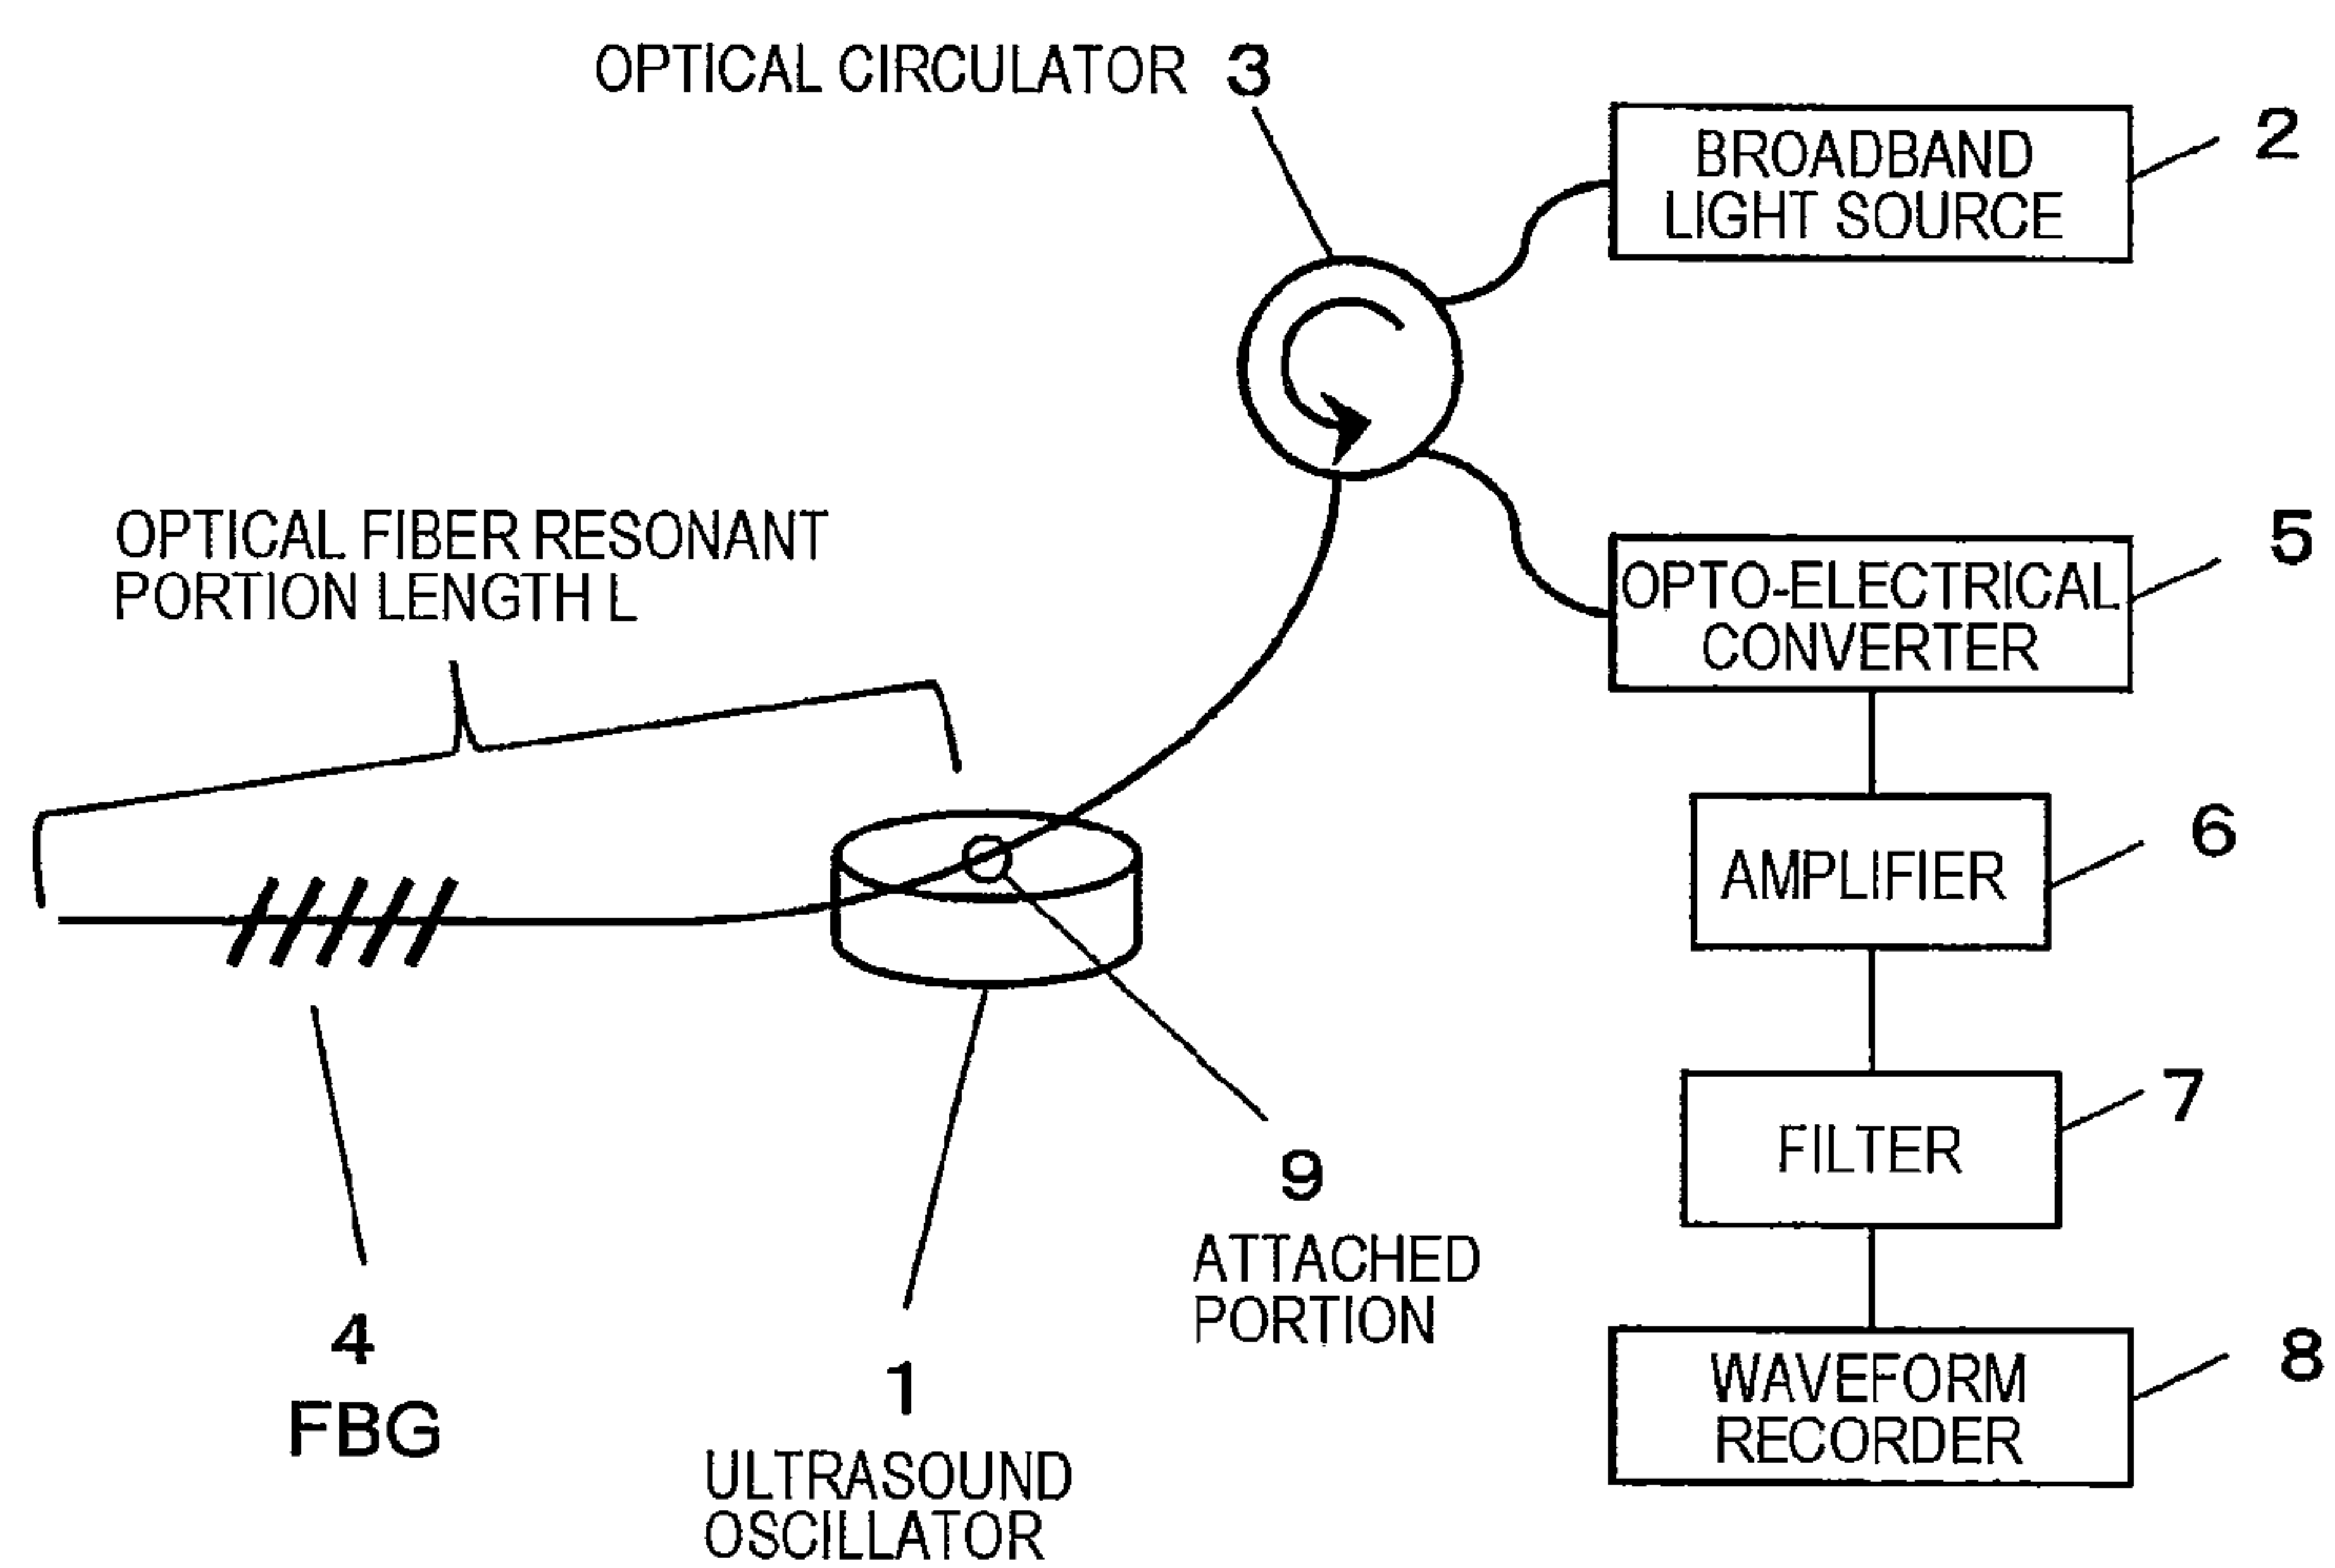 OPTICAL CIRCULATOR 3
BROADBAND
LIGHT SOURCE
2
OPTICAL FIBER RESONANT
PORTION LENGTH L
OPTO-ELECTRICAL
CONVERTER
5
AMPLIFIER
6
FILTER
7
WAVEFORM
RECORDER
8
9
ATTACHED
PORTION
4
FBG
1
ULTRASOUND
OSCILLATOR